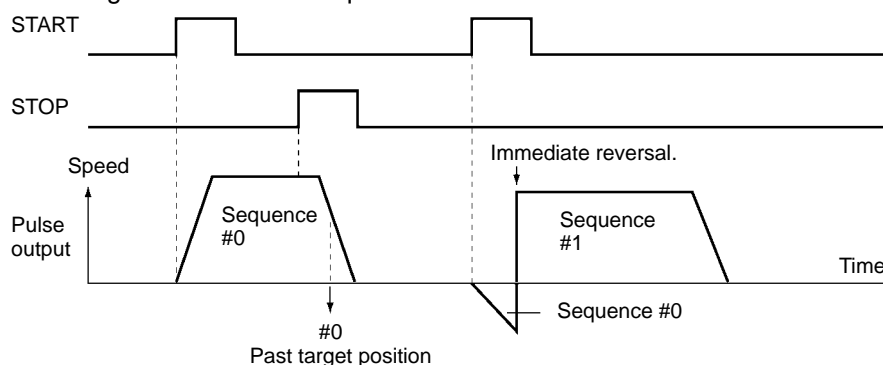 START
STOP
Immediate reversal.
Speed
Pulse
output
Sequence
#0
Sequence
#1
Time
Sequence #0
#0
Past target position